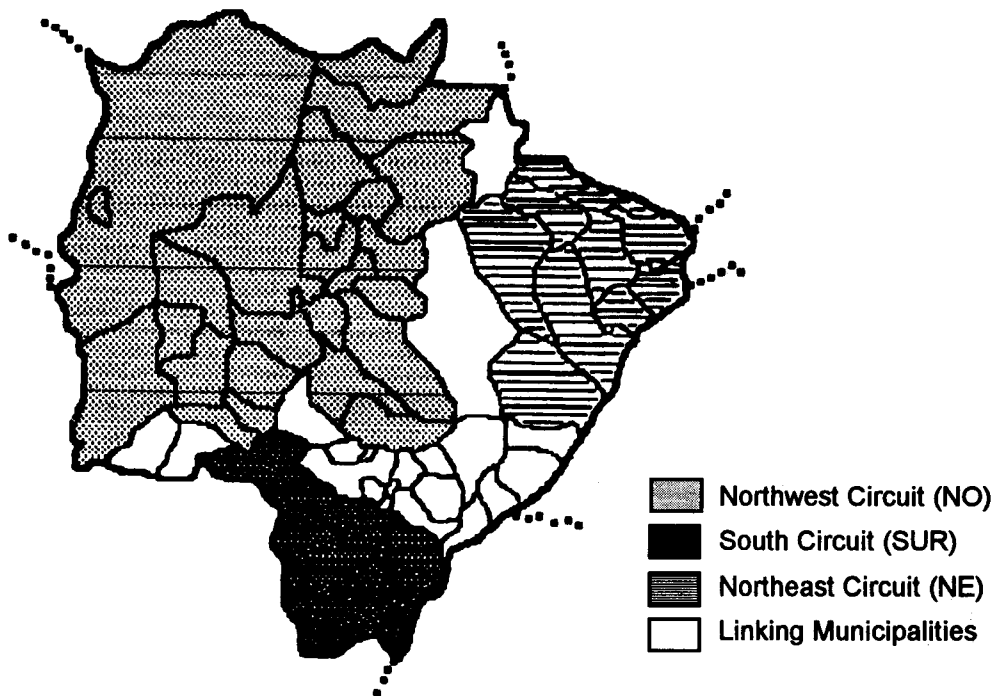 Northwest Circuit (NO)
South Circuit (SUR)
Northeast Circuit (NE)
Linking Municipalities